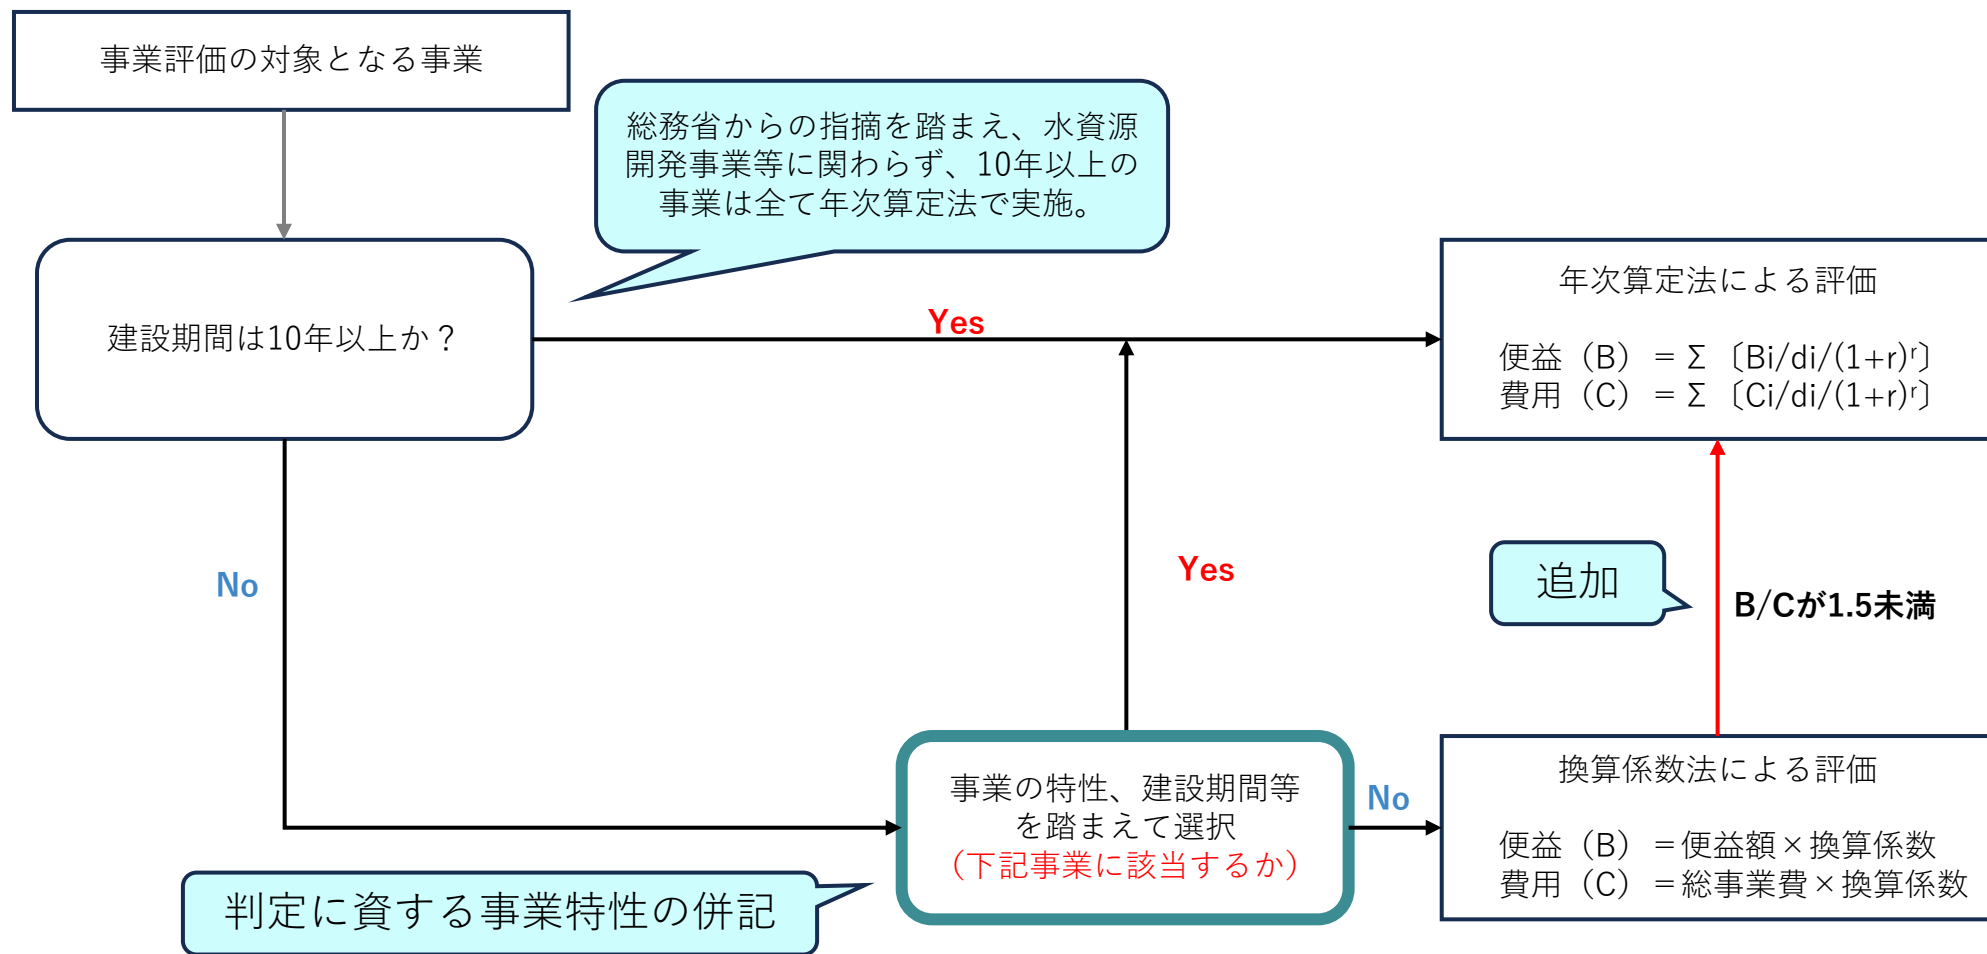 事業評価の対象となる事業
総務省からの指摘を踏まえ、水資源
開発事業等に関わらず、10年以上の
事業は全て年次算定法で実施。
建設期間は10年以上か？
Yes
年次算定法による評価
便益（B）＝Σ〔Bi/di/(1+r)ʳ〕
費用（C）＝Σ〔Ci/di/(1+r)ʳ〕
No
Yes
追加
B/Cが1.5未満
事業の特性、建設期間等
を踏まえて選択
（下記事業に該当するか）
No
換算係数法による評価
便益（B）＝便益額×換算係数
費用（C）＝総事業費×換算係数
判定に資する事業特性の併記